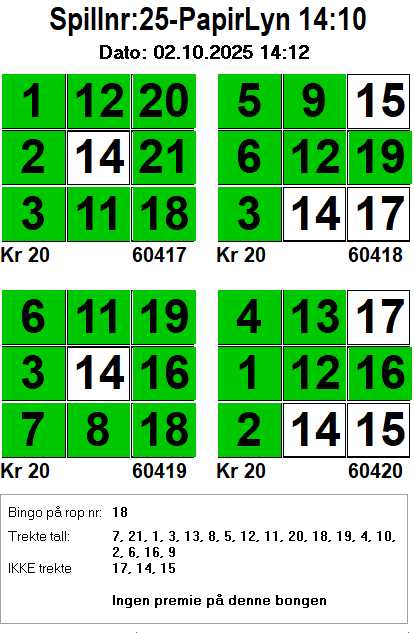 Spillnr:25-PapirLyn 14:10
Dato: 02.10.2025 14:12
1 12 20 5 9 15
2 14 21 6 12 19
3 11 18 3 14 17
Kr 20 60417 Kr 20 60418
6 11 19 4 13 17
3 14 16 1 12 16
7 8 18 2 14 15
Kr 20 60419 Kr 20 60420
Bingo på rop nr: 18
Trekte tall: 7, 21, 1, 3, 13, 8, 5, 12, 11, 20, 18, 19, 4, 10,
2, 6, 16, 9
IKKE trekte 17, 14, 15
Ingen premie på denne bongen